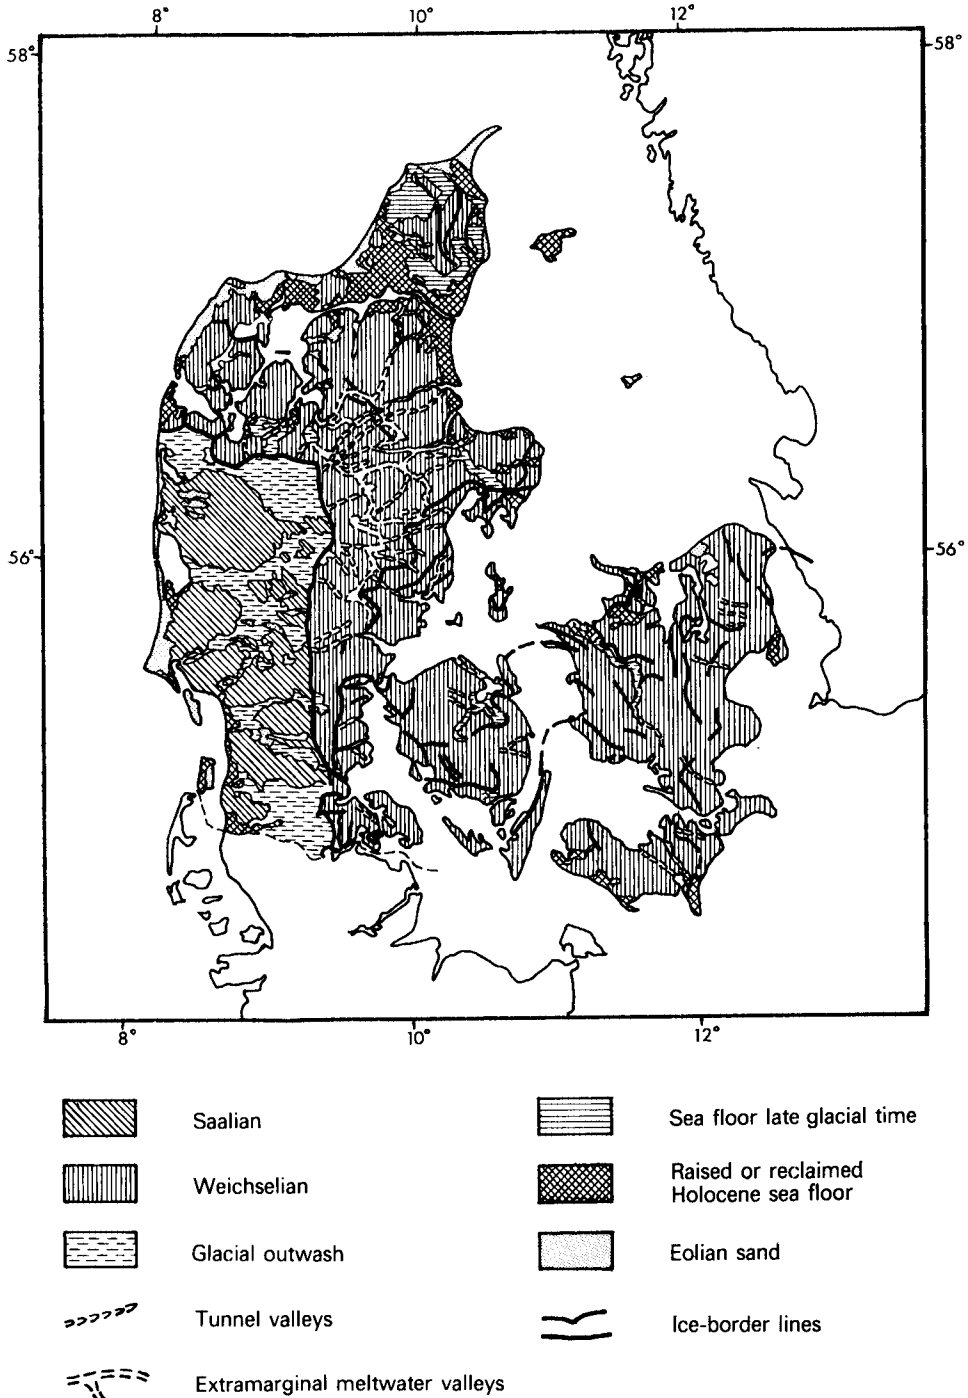 8°
10°
12°
58°
58°
56°
56°
8°
10°
12°
Saalian
Weichselian
Glacial outwash
Tunnel valleys
Extramarginal meltwater valleys
Sea floor late glacial time
Raised or reclaimed
Holocene sea floor
Eolian sand
Ice-border lines